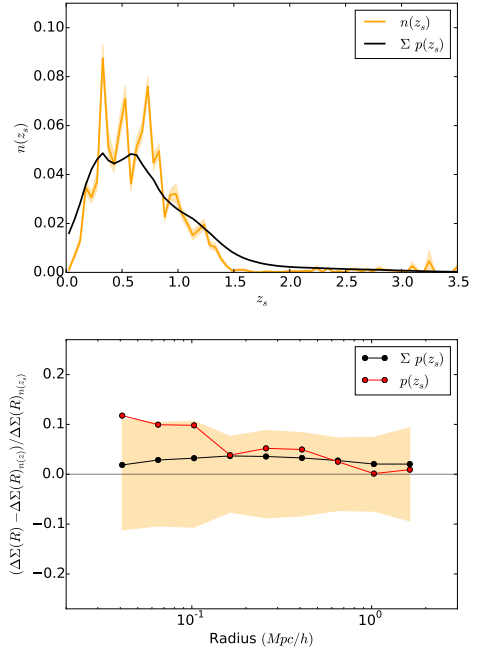 0.10
0.08
0.06
0.04
0.02
0.00
n(z_s)
n(z_s)
Σ p(z_s)
0.0 0.5 1.0 1.5 2.0 2.5 3.0 3.5
z_s
0.2
0.1
0.0
−0.1
−0.2
(ΔΣ(R) −ΔΣ(R)_{n(z)})/ΔΣ(R)_{n(z_s)}
Σ p(z_s)
p(z_s)
10^{-1} 10^{0}
Radius (Mpc/h)